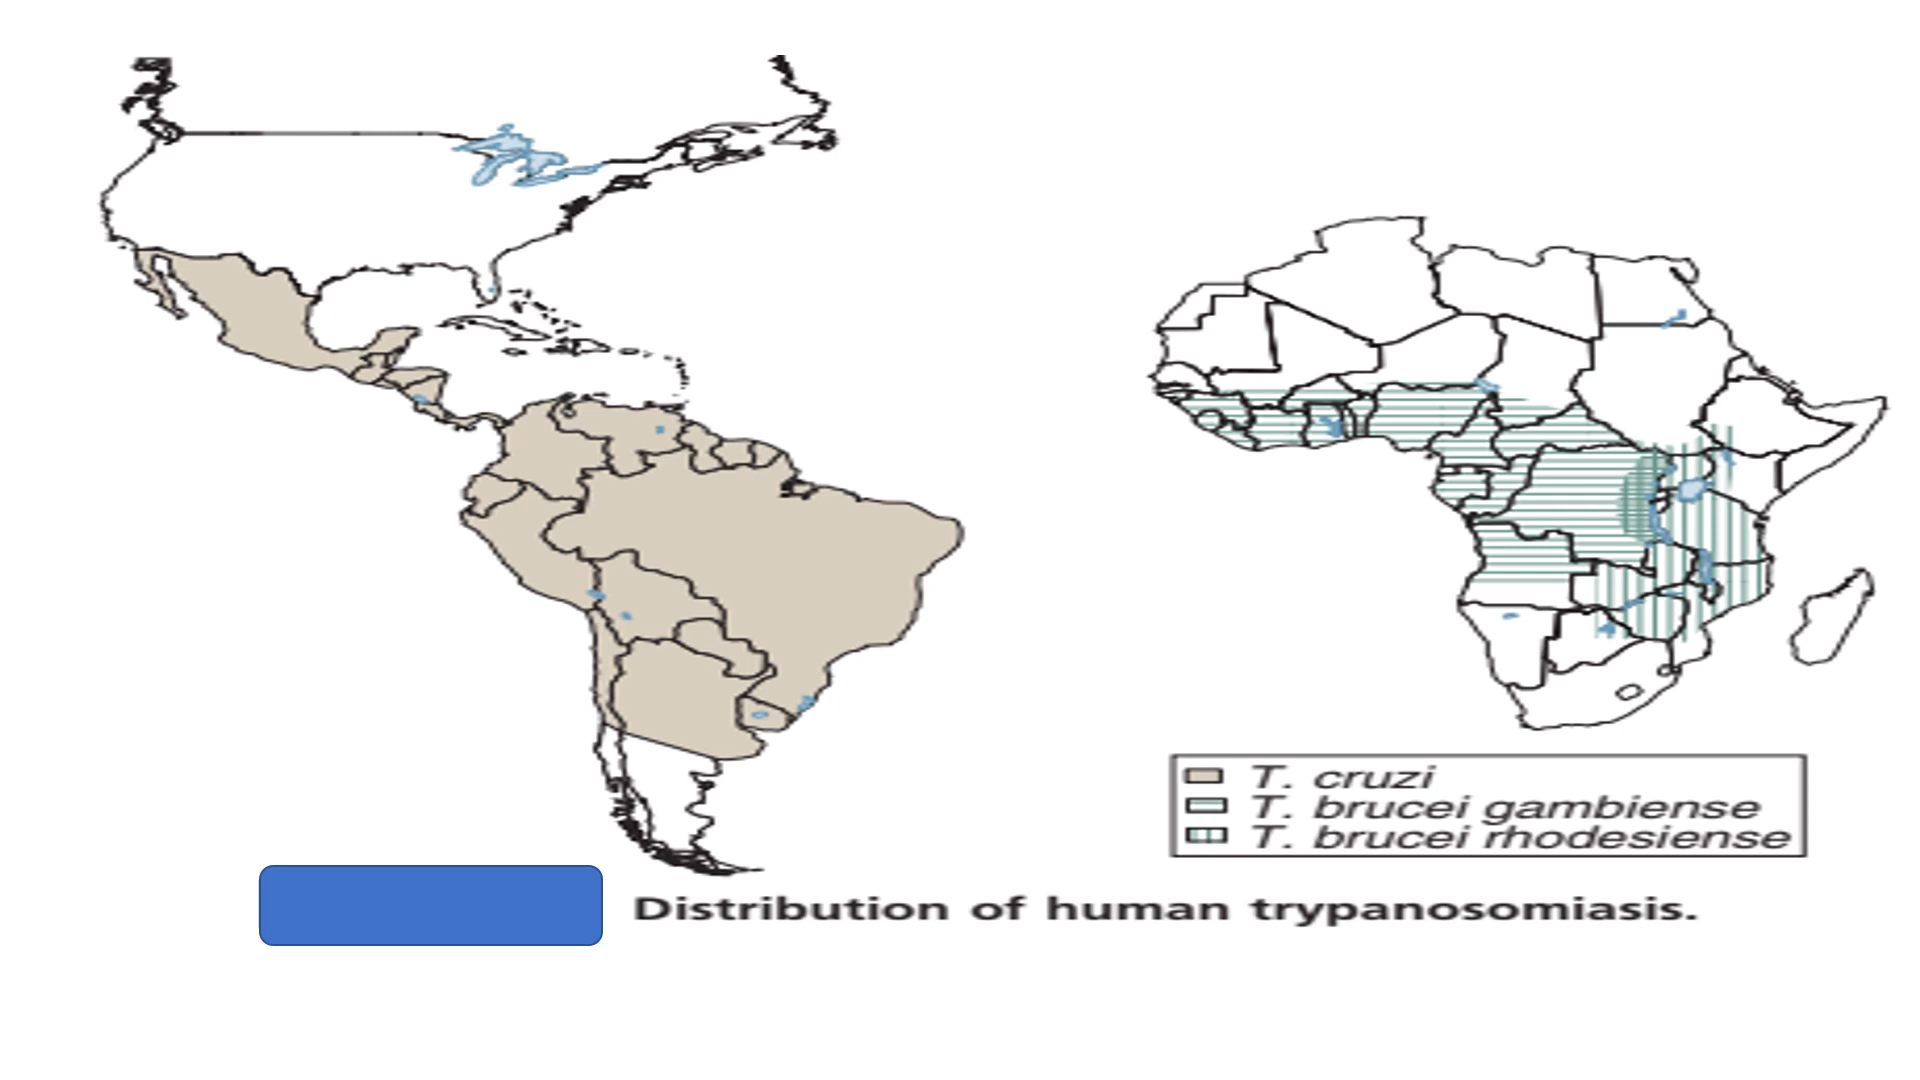 T. cruzi
T. brucei gambiense
T. brucei rhodesiense
Distribution of human trypanosomiasis.